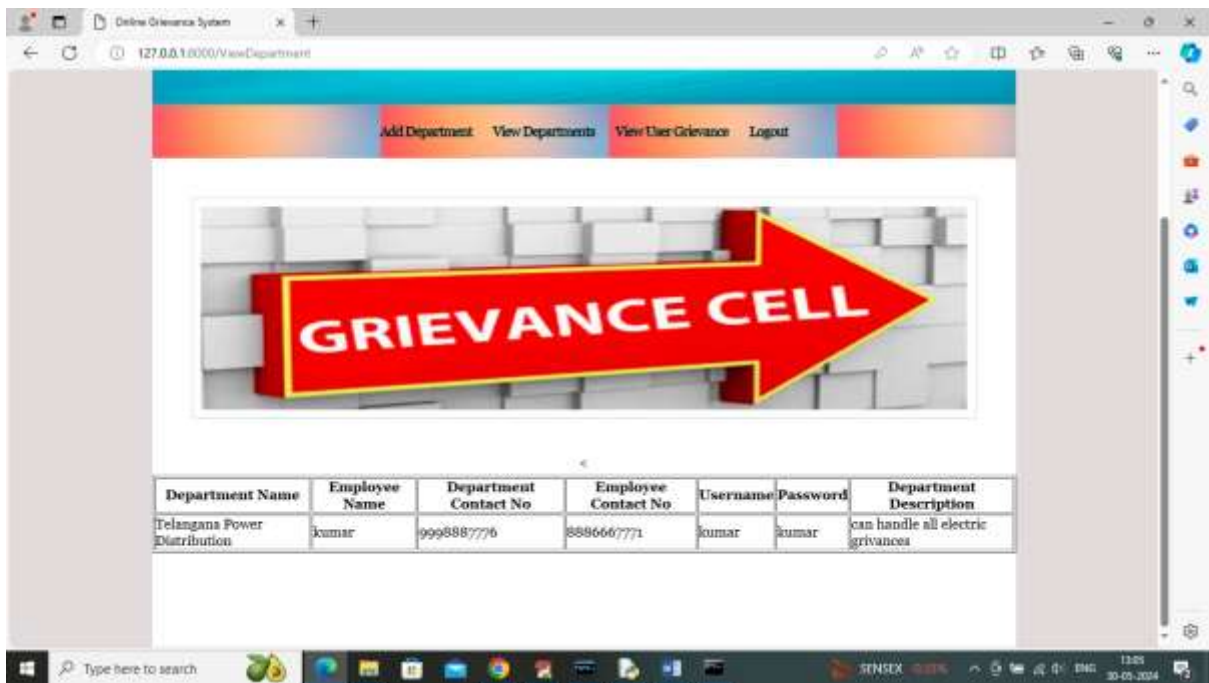 Online Grievance System
127.0.0.1:8000/ViewDepartment
Add Department View Departments View User Grievance Logout
GRIEVANCE CELL
<
Department Name Employee Name Department Contact No Employee Contact No Username Password Department Description
Telangana Power Distribution kumar 9998887776 8886667771 kumar kumar can handle all electric grivances
Type here to search
SENSEX
ENG
13:05
30-05-2024